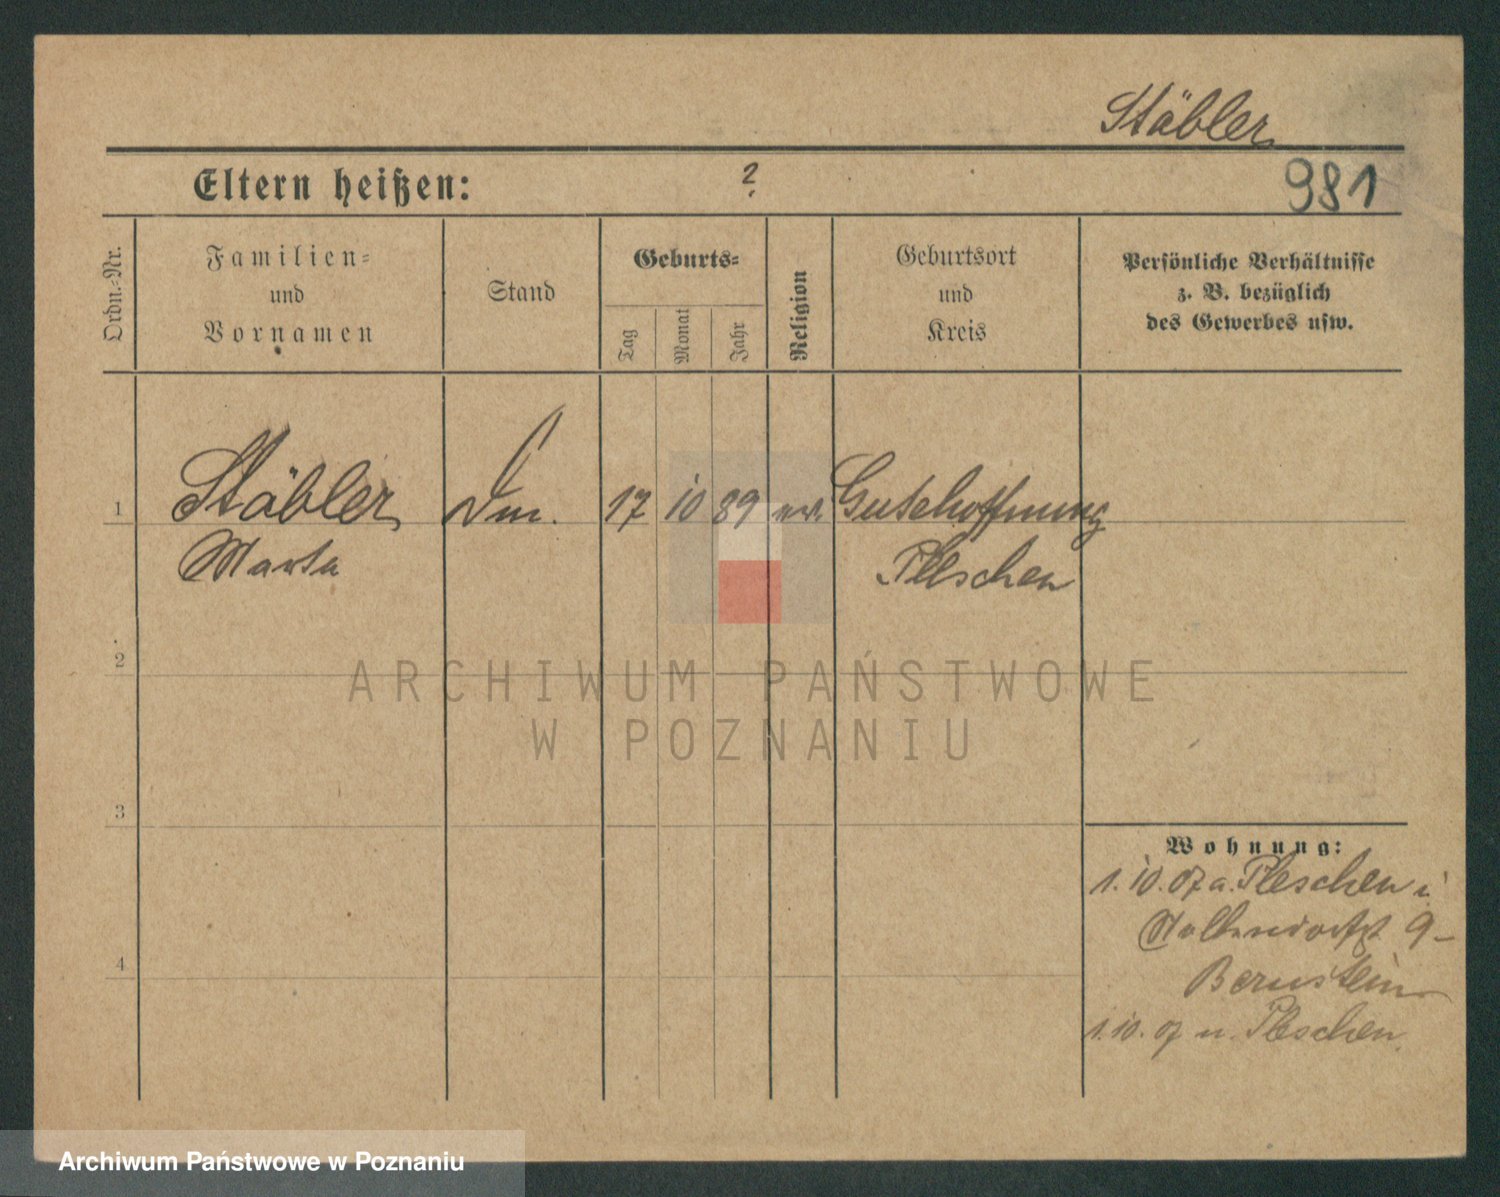 Stäbler
Eltern heißen: ?
981
Ordn.-Nr.
Familien-
und
Vornamen
Stand
Geburts-
Tag
Monat
Jahr
Religion
Geburtsort
und
Kreis
Persönliche Verhältnisse
z. B. bezüglich
des Gewerbes usw.
1 Stäbler 17 10 89 Gutehoffnung
Marta Pleschen
2
3
4
Wohnung:
1. 10. 07 a. Pleschen i
9-
Bernstein
1. 10. 07 n. Pleschen
ARCHIWUM PAŃSTWOWE
W POZNANIU
Archiwum Państwowe w Poznaniu